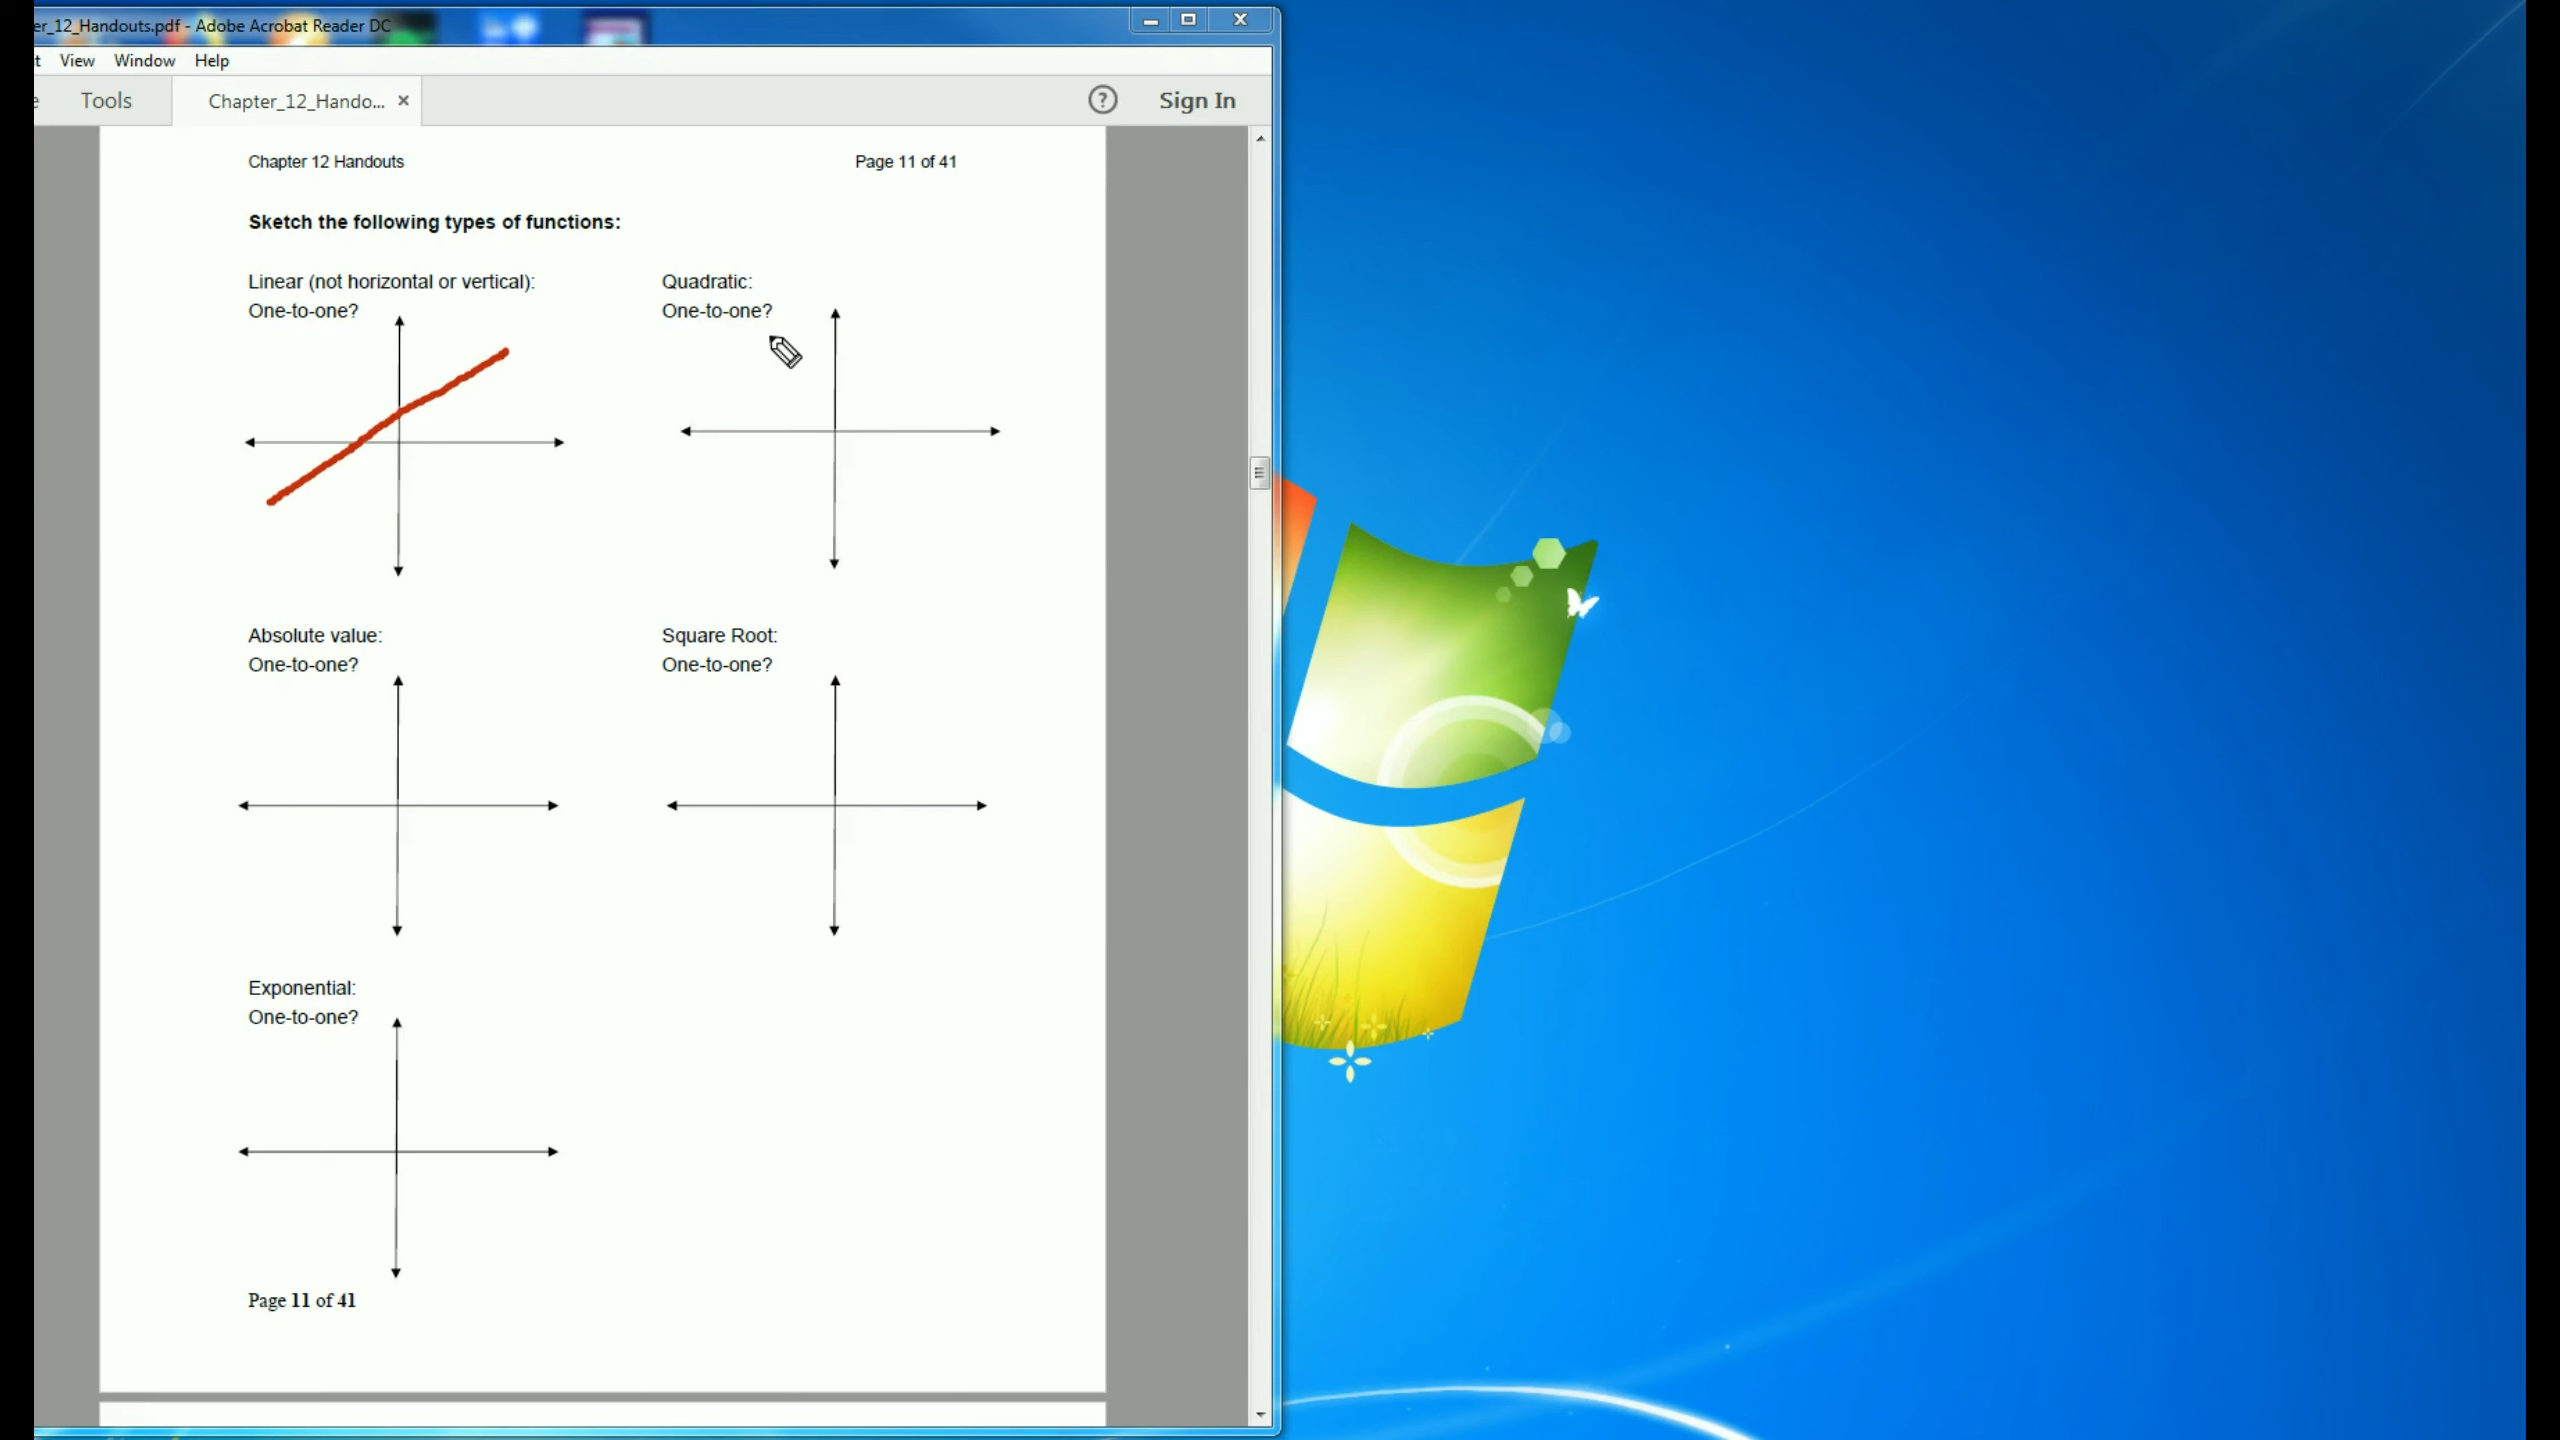 er_12_Handouts.pdf - Adobe Acrobat Reader DC
t View Window Help
e Tools Chapter_12_Hando... × ? Sign In
Chapter 12 Handouts Page 11 of 41
Sketch the following types of functions:
Linear (not horizontal or vertical): Quadratic:
One-to-one? One-to-one?
Absolute value: Square Root:
One-to-one? One-to-one?
Exponential:
One-to-one?
Page 11 of 41